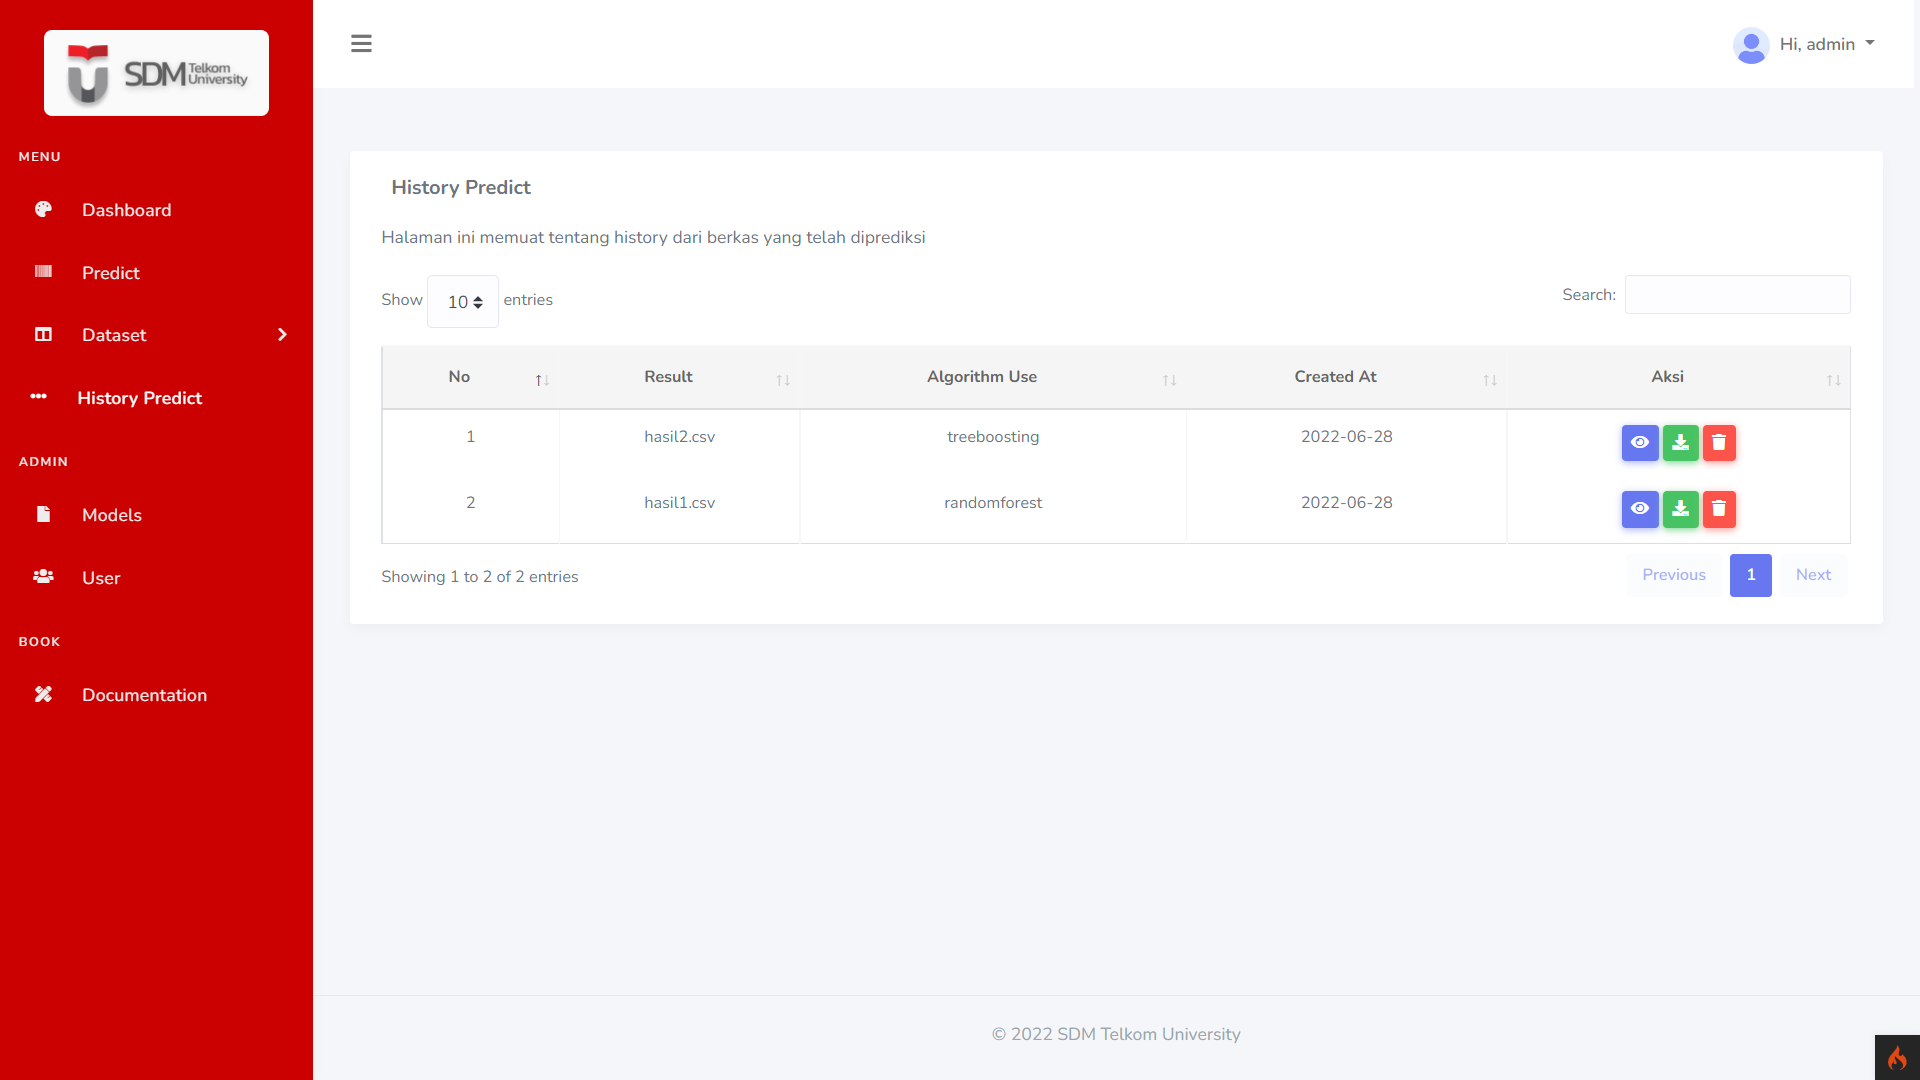 SDM Telkom University
Hi, admin
MENU
Dashboard
Predict
Dataset
History Predict
ADMIN
Models
User
BOOK
Documentation
History Predict
Halaman ini memuat tentang history dari berkas yang telah diprediksi
Show 10 entries
Search:
No Result Algorithm Use Created At Aksi
1 hasil2.csv treeboosting 2022-06-28
2 hasil1.csv randomforest 2022-06-28
Showing 1 to 2 of 2 entries
Previous 1 Next
© 2022 SDM Telkom University